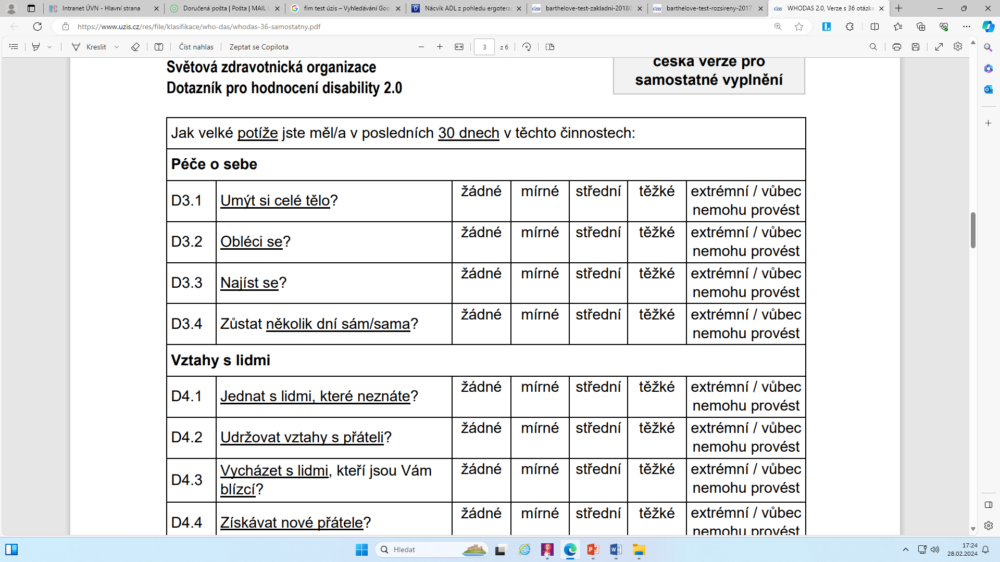 Intranet ÚVN - Hlavní strana
Doručená pošta | Pošta | MAIL Ú
fim test úzis – Vyhledávání Goo
Nácvik ADL z pohledu ergotera
barthelove-test-zakladni-20180
barthelove-test-rozsireny-2017
WHODAS 2.0, Verze s 36 otázka
https://www.uzis.cz/res/file/klasifikace/who-das/whodas-36-samostatny.pdf
Kreslit
Číst nahlas
Zeptat se Copilota
3
z 6
Světová zdravotnická organizace
Dotazník pro hodnocení disability 2.0
česká verze pro
samostatné vyplnění
Jak velké potíže jste měl/a v posledních 30 dnech v těchto činnostech:
Péče o sebe
D3.1 Umýt si celé tělo? žádné mírné střední těžké extrémní / vůbec
nemohu provést
D3.2 Obléci se? žádné mírné střední těžké extrémní / vůbec
nemohu provést
D3.3 Najíst se? žádné mírné střední těžké extrémní / vůbec
nemohu provést
D3.4 Zůstat několik dní sám/sama? žádné mírné střední těžké extrémní / vůbec
nemohu provést
Vztahy s lidmi
D4.1 Jednat s lidmi, které neznáte? žádné mírné střední těžké extrémní / vůbec
nemohu provést
D4.2 Udržovat vztahy s přáteli? žádné mírné střední těžké extrémní / vůbec
nemohu provést
D4.3 Vycházet s lidmi, kteří jsou Vám
blízcí? žádné mírné střední těžké extrémní / vůbec
nemohu provést
D4.4 Získávat nové přátele? žádné mírné střední těžké extrémní / vůbec
nemohu provést
Hledat
17:24
28.02.2024